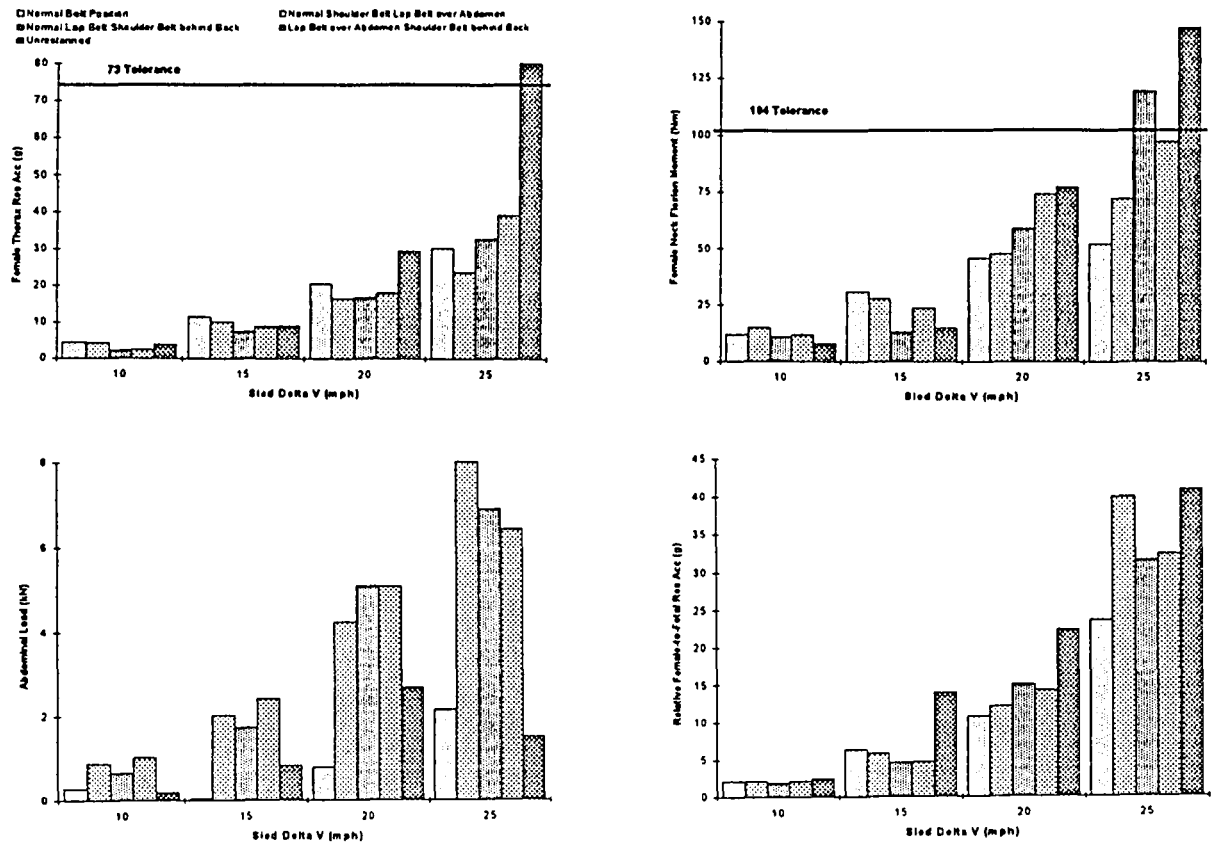 Normal Belt Position
Normal Shoulder Belt Lap Belt over Abdomen
Normal Lap Belt Shoulder Belt behind Back
Lap Belt over Abdomen Shoulder Belt behind Back
Unrestrained
73 Tolerance
80
70
60
50
40
30
20
10
0
Female Thorax Res Acc (g)
10 15 20 25
Sled Delta V (mph)
104 Tolerance
150
125
100
75
50
25
0
Female Neck Flexion Moment (Nm)
10 15 20 25
Sled Delta V (mph)
8
6
4
2
0
Abdominal Load (kN)
10 15 20 25
Sled Delta V (mph)
45
40
35
30
25
20
15
10
5
0
Relative Female-to-Fetal Res Acc (g)
10 15 20 25
Sled Delta V (mph)